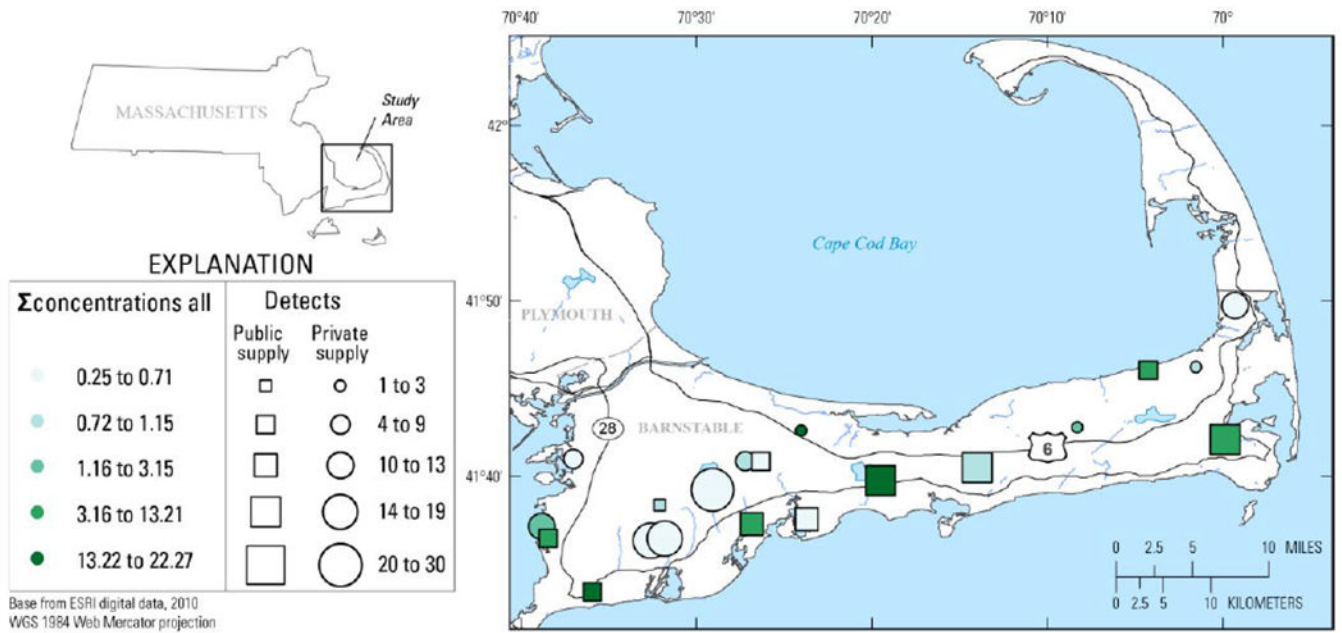 70°40' 70°30' 70°20' 70°10' 70°
MASSACHUSETTS
Study
Area
42°
Cape Cod Bay
41°50'
PLYMOUTH
28
BARNSTABLE
6
41°40'
0 2.5 5 10 MILES
0 2.5 5 10 KILOMETERS
EXPLANATION
Σconcentrations all
0.25 to 0.71
0.72 to 1.15
1.16 to 3.15
3.16 to 13.21
13.22 to 22.27
Detects
Public
supply
Private
supply
1 to 3
4 to 9
10 to 13
14 to 19
20 to 30
Base from ESRI digital data, 2010
WGS 1984 Web Mercator projection